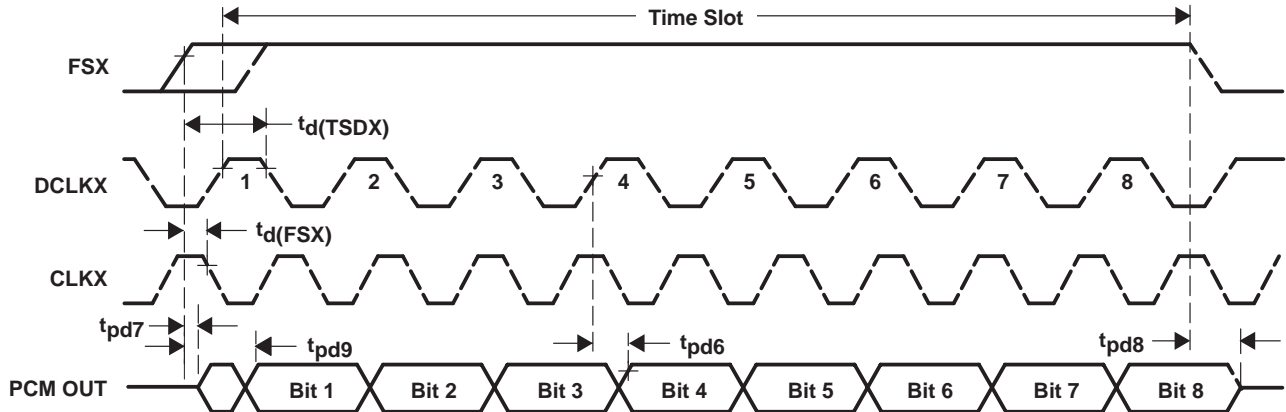 Time Slot
FSX
td(TSDX)
DCLKX
1 2 3 4 5 6 7 8
td(FSX)
CLKX
tpd7
tpd9
tpd6
tpd8
PCM OUT
Bit 1 Bit 2 Bit 3 Bit 4 Bit 5 Bit 6 Bit 7 Bit 8